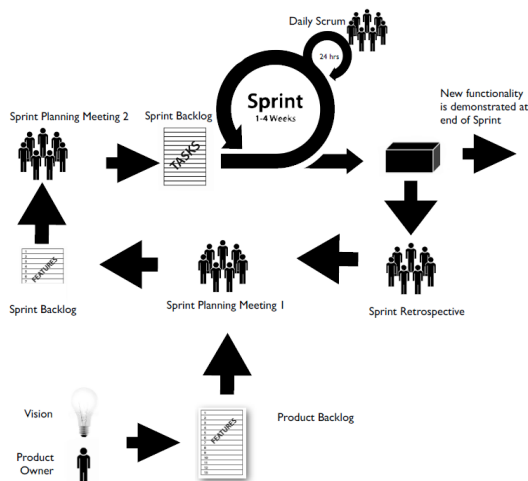 Daily Scrum
24 hrs
Sprint
1-4 Weeks
New functionality
is demonstrated at
end of Sprint
Sprint Planning Meeting 2
Sprint Backlog
TASKS
FEATURES
Sprint Backlog
Sprint Planning Meeting 1
Sprint Retrospective
Vision
Product
Owner
FEATURES
Product Backlog